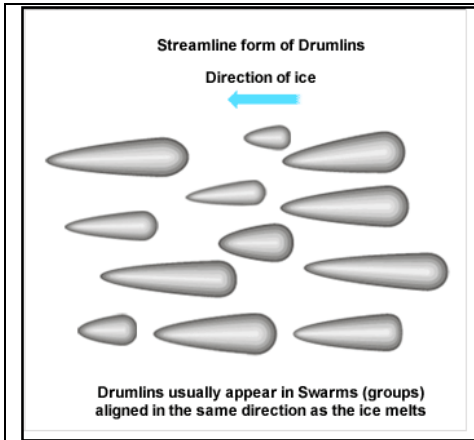 Streamline form of Drumlins
Direction of ice
Drumlins usually appear in Swarms (groups)
aligned in the same direction as the ice melts